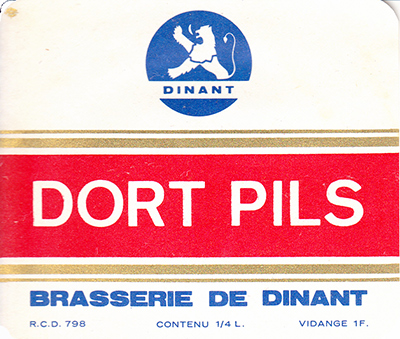 DINANT
DORT PILS
BRASSERIE DE DINANT
R.C.D. 798 CONTENU 1/4 L. VIDANGE 1F.